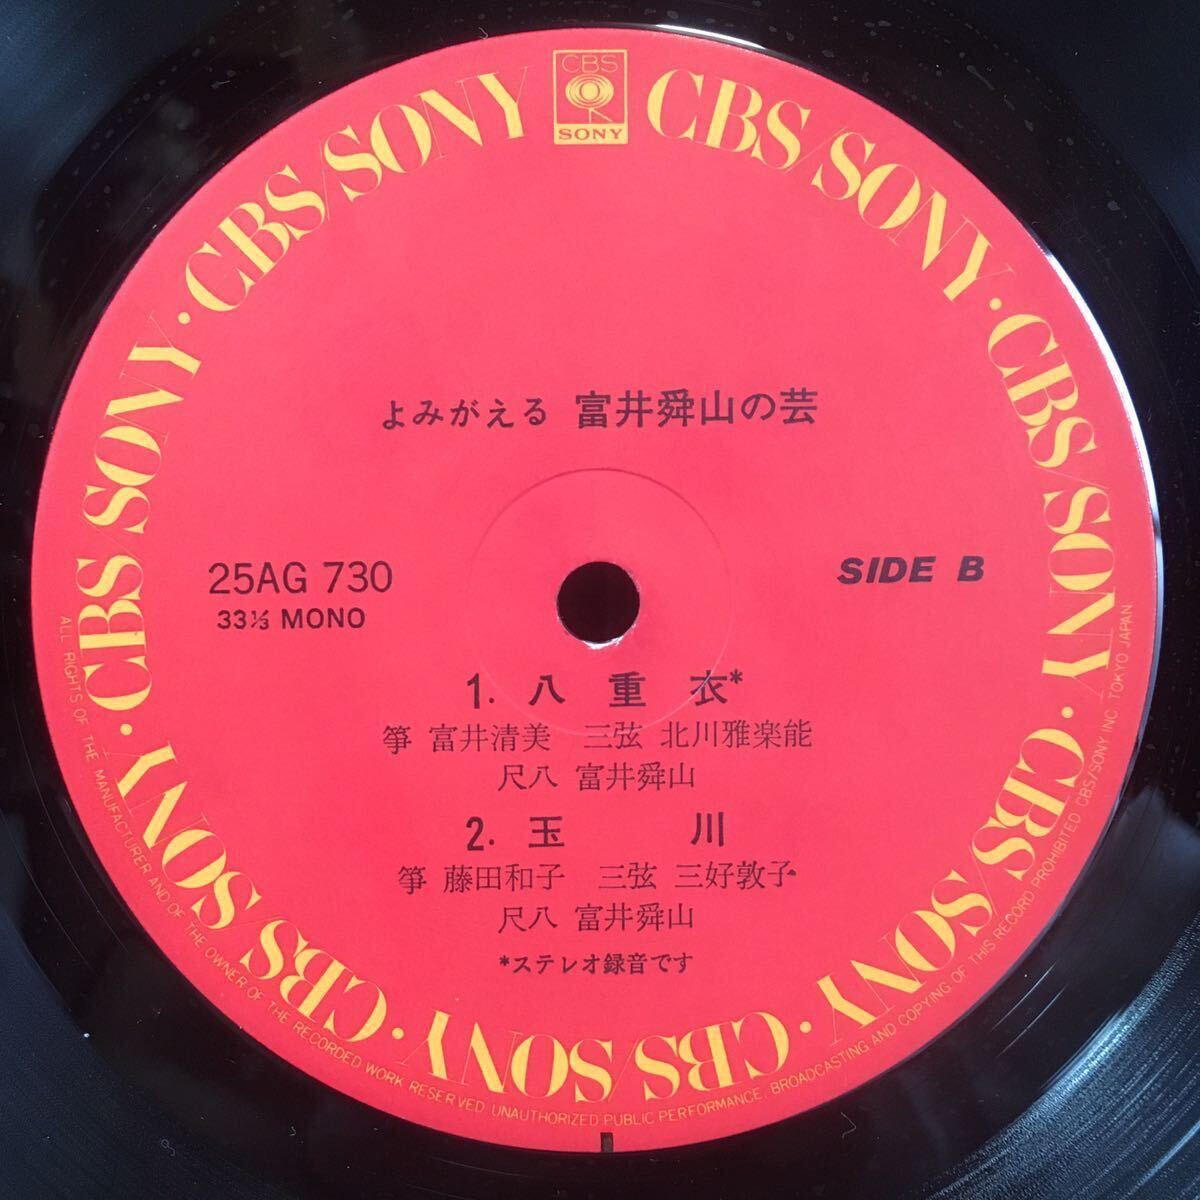 CBS
SONY
CBS/SONY · CBS/SONY · CBS/SONY · CBS/SONY · CBS/SONY · CBS/SONY · CBS/SONY · CBS/SONY
よみがえる 富井舜山の芸
25AG 730
33⅓ MONO
SIDE B
1. 八重衣*
箏 富井清美 三弦 北川雅楽能
尺八 富井舜山
2. 玉川
箏 藤田和子 三弦 三好敦子
尺八 富井舜山
*ステレオ録音です
ALL RIGHTS OF THE MANUFACTURER AND OF THE OWNER OF THE RECORDED WORK RESERVED UNAUTHORIZED PUBLIC PERFORMANCE, BROADCASTING AND COPYING OF THIS RECORD PROHIBITED CBS/SONY INC TOKYO JAPAN